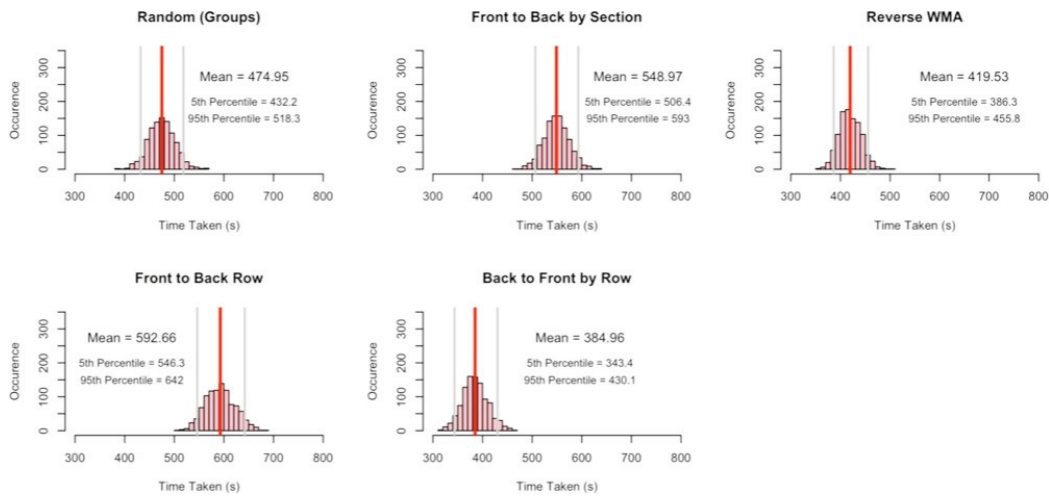 Random (Groups)
Occurence
0
100
200
300
Mean = 474.95
5th Percentile = 432.2
95th Percentile = 518.3
300 400 500 600 700 800
Time Taken (s)
Front to Back by Section
Occurence
0
100
200
300
Mean = 548.97
5th Percentile = 506.4
95th Percentile = 593
300 400 500 600 700 800
Time Taken (s)
Reverse WMA
Occurence
0
100
200
300
Mean = 419.53
5th Percentile = 386.3
95th Percentile = 455.8
300 400 500 600 700 800
Time Taken (s)
Front to Back Row
Occurence
0
100
200
300
Mean = 592.66
5th Percentile = 546.3
95th Percentile = 642
300 400 500 600 700 800
Time Taken (s)
Back to Front by Row
Occurence
0
100
200
300
Mean = 384.96
5th Percentile = 343.4
95th Percentile = 430.1
300 400 500 600 700 800
Time Taken (s)